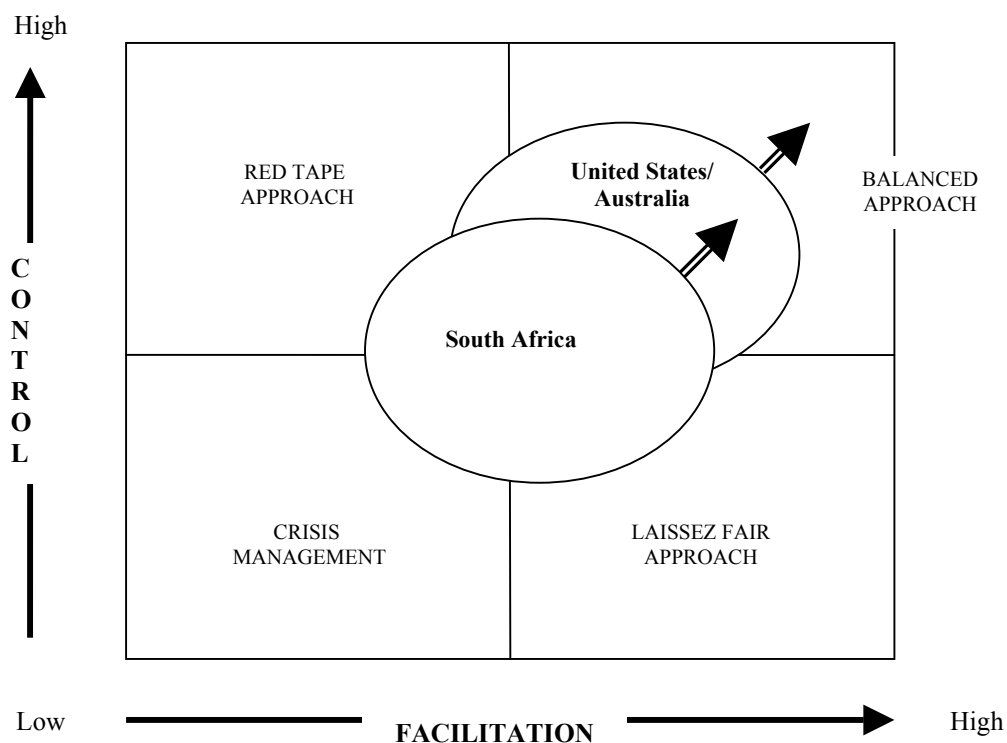 High
RED TAPE
APPROACH
United States/
Australia
BALANCED
APPROACH
C
O
N
T
R
O
L
South Africa
CRISIS
MANAGEMENT
LAISSEZ FAIR
APPROACH
Low
FACILITATION
High